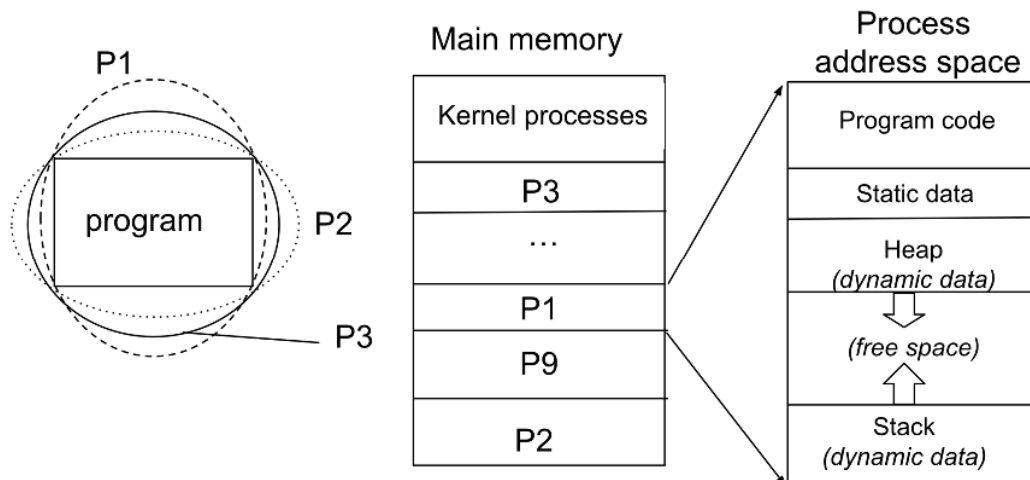 P1
program
P2
P3
Main memory
Kernel processes
P3
...
P1
P9
P2
Process
address space
Program code
Static data
Heap
(dynamic data)
(free space)
Stack
(dynamic data)